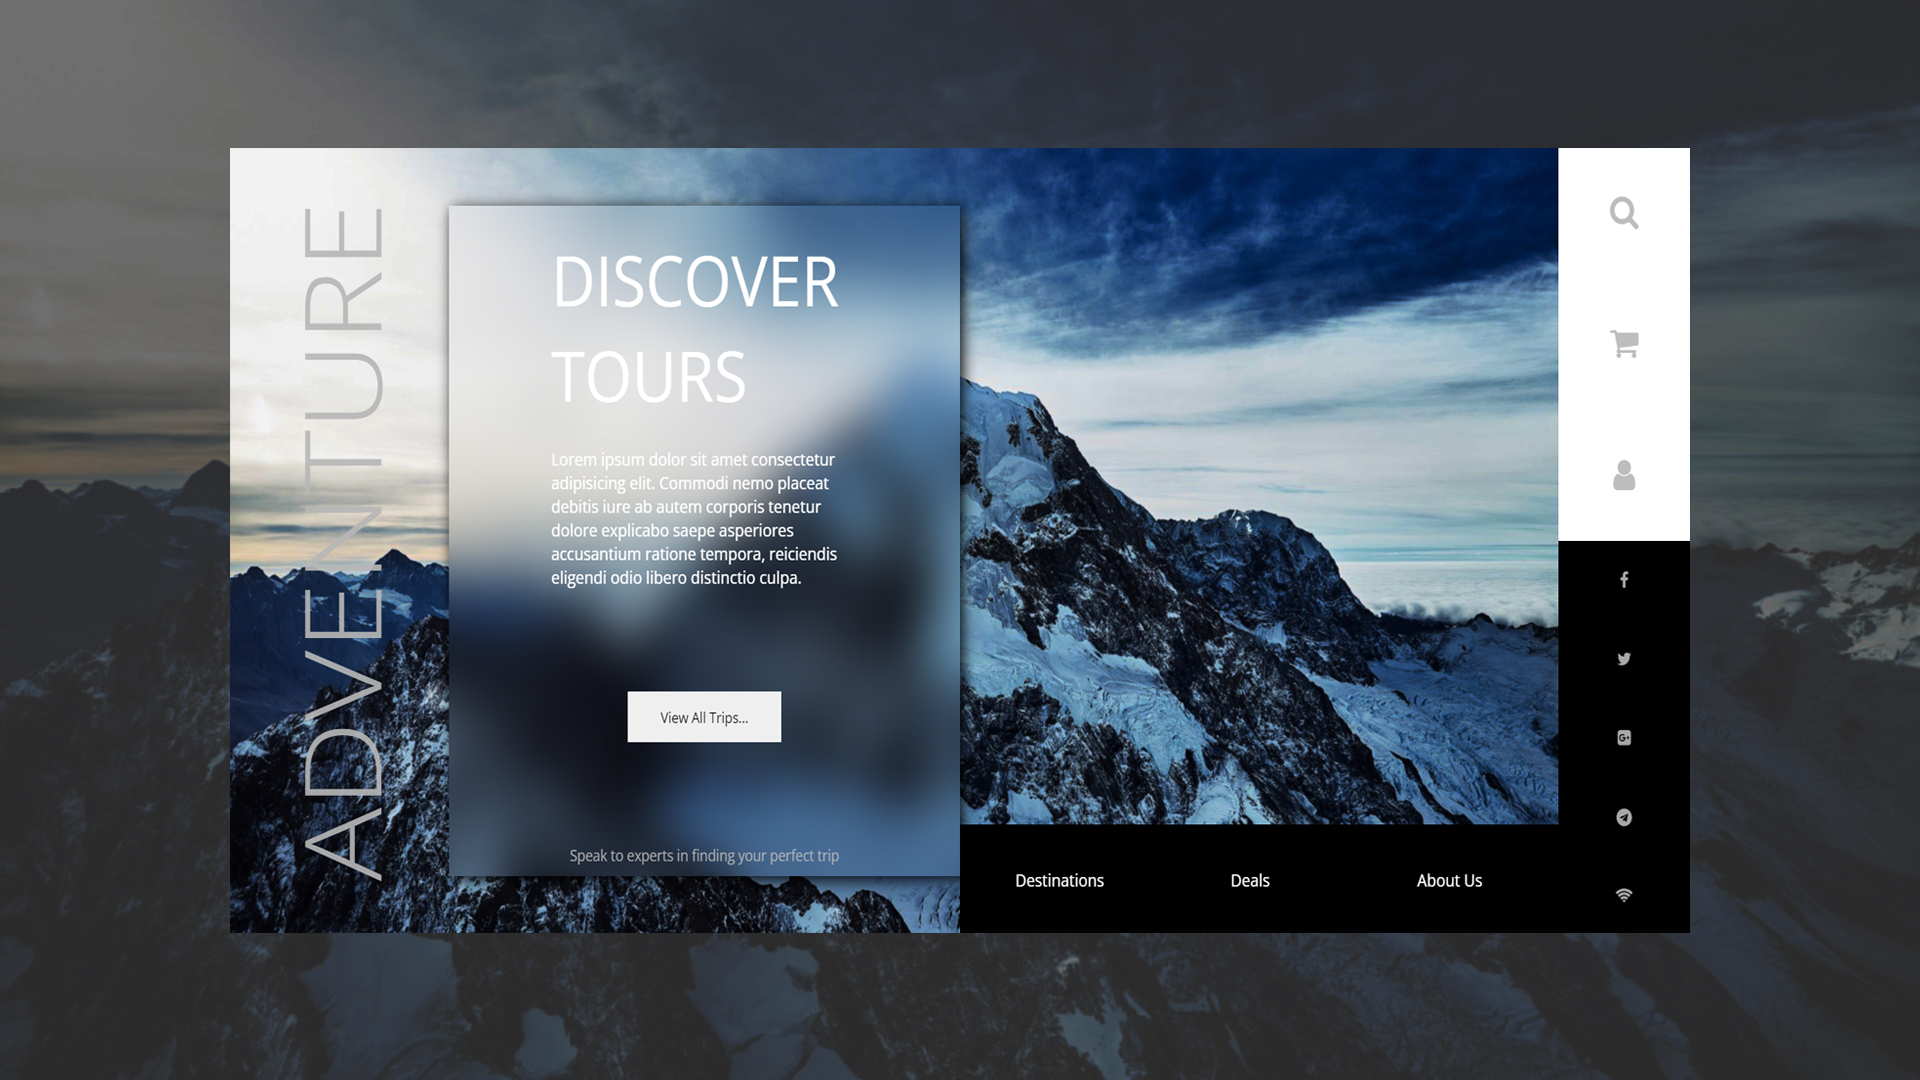 ADVENTURE
DISCOVER
TOURS
Lorem ipsum dolor sit amet consectetur
adipisicing elit. Commodi nemo placeat
debitis iure ab autem corporis tenetur
dolore explicabo saepe asperiores
accusantium ratione tempora, reiciendis
eligendi odio libero distinctio culpa.
View All Trips...
Speak to experts in finding your perfect trip
Destinations
Deals
About Us